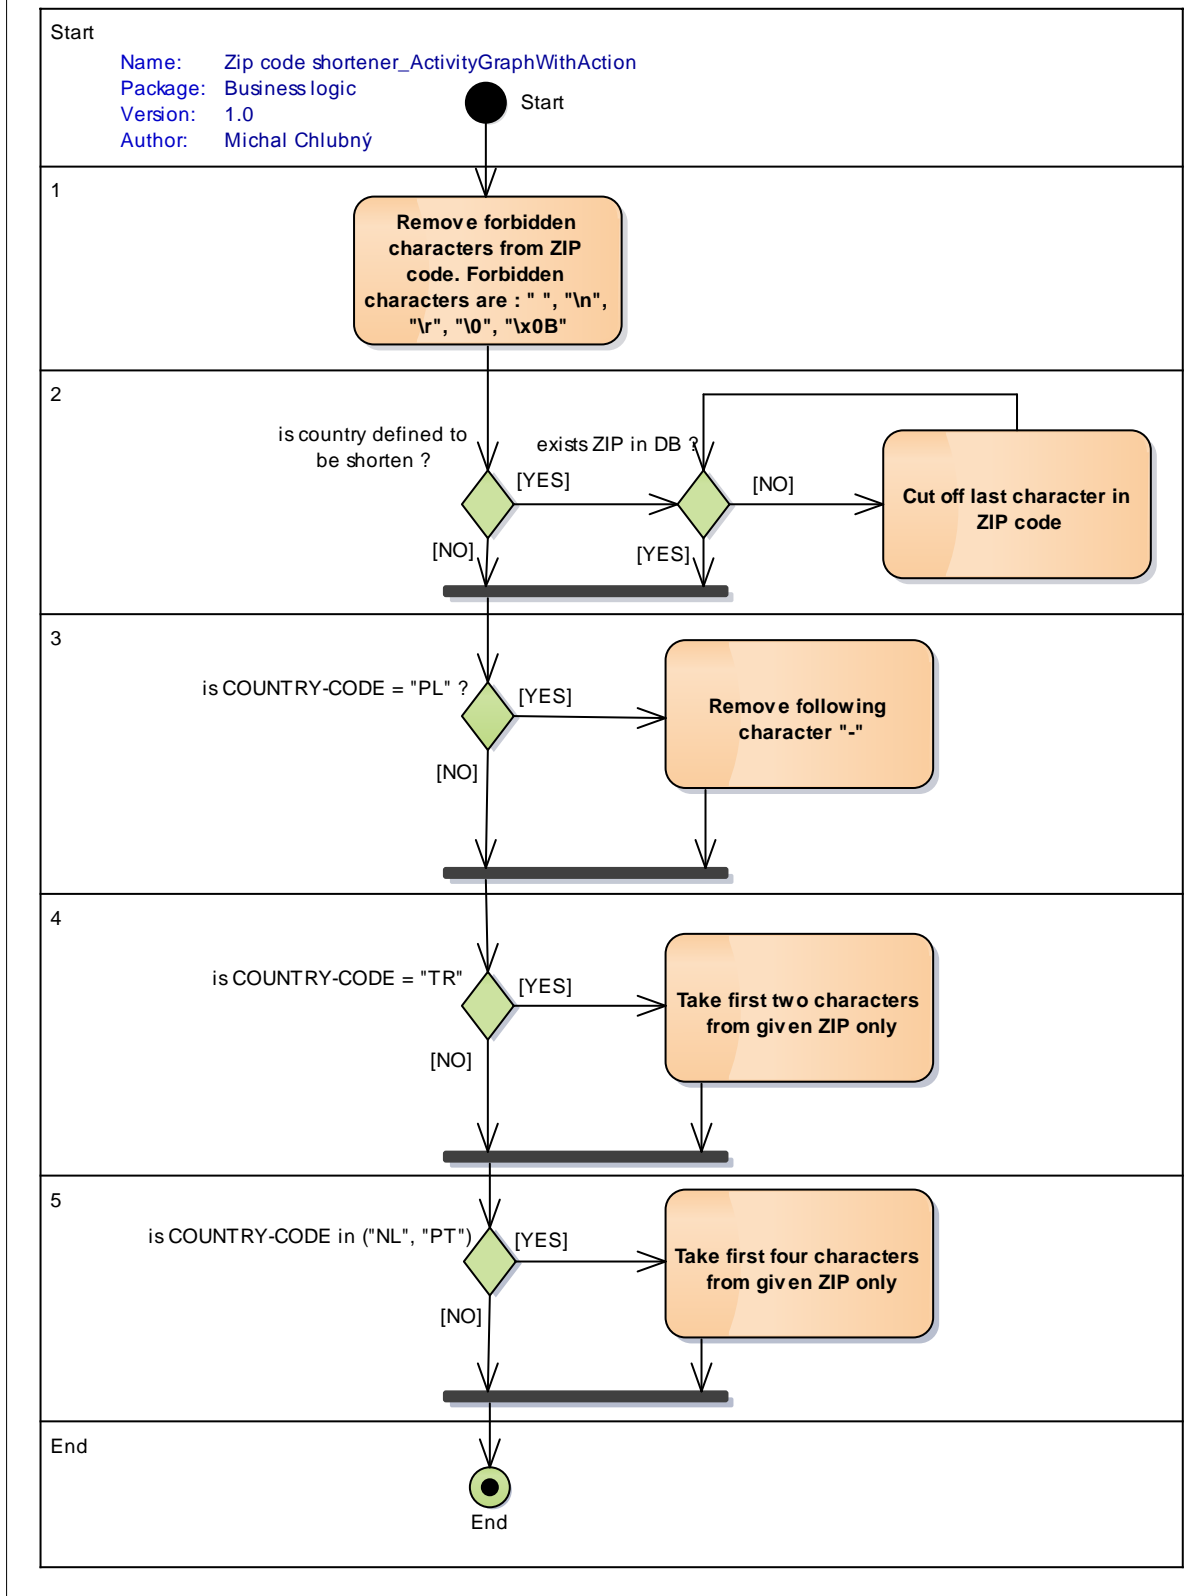 Start
Name: Zip code shortener_ActivityGraphWithAction
Package: Business logic
Version: 1.0
Author: Michal Chlubný
Start
1
Remove forbidden
characters from ZIP
code. Forbidden
characters are : " ", "\n",
"\r", "\0", "\x0B"
2
is country defined to
be shorten ?
exists ZIP in DB ?
[YES]
[NO]
Cut off last character in
ZIP code
[NO]
[YES]
3
is COUNTRY-CODE = "PL" ?
[YES]
Remove following
character "-"
[NO]
4
is COUNTRY-CODE = "TR"
[YES]
Take first two characters
from given ZIP only
[NO]
5
is COUNTRY-CODE in ("NL", "PT")
[YES]
Take first four characters
from given ZIP only
[NO]
End
End